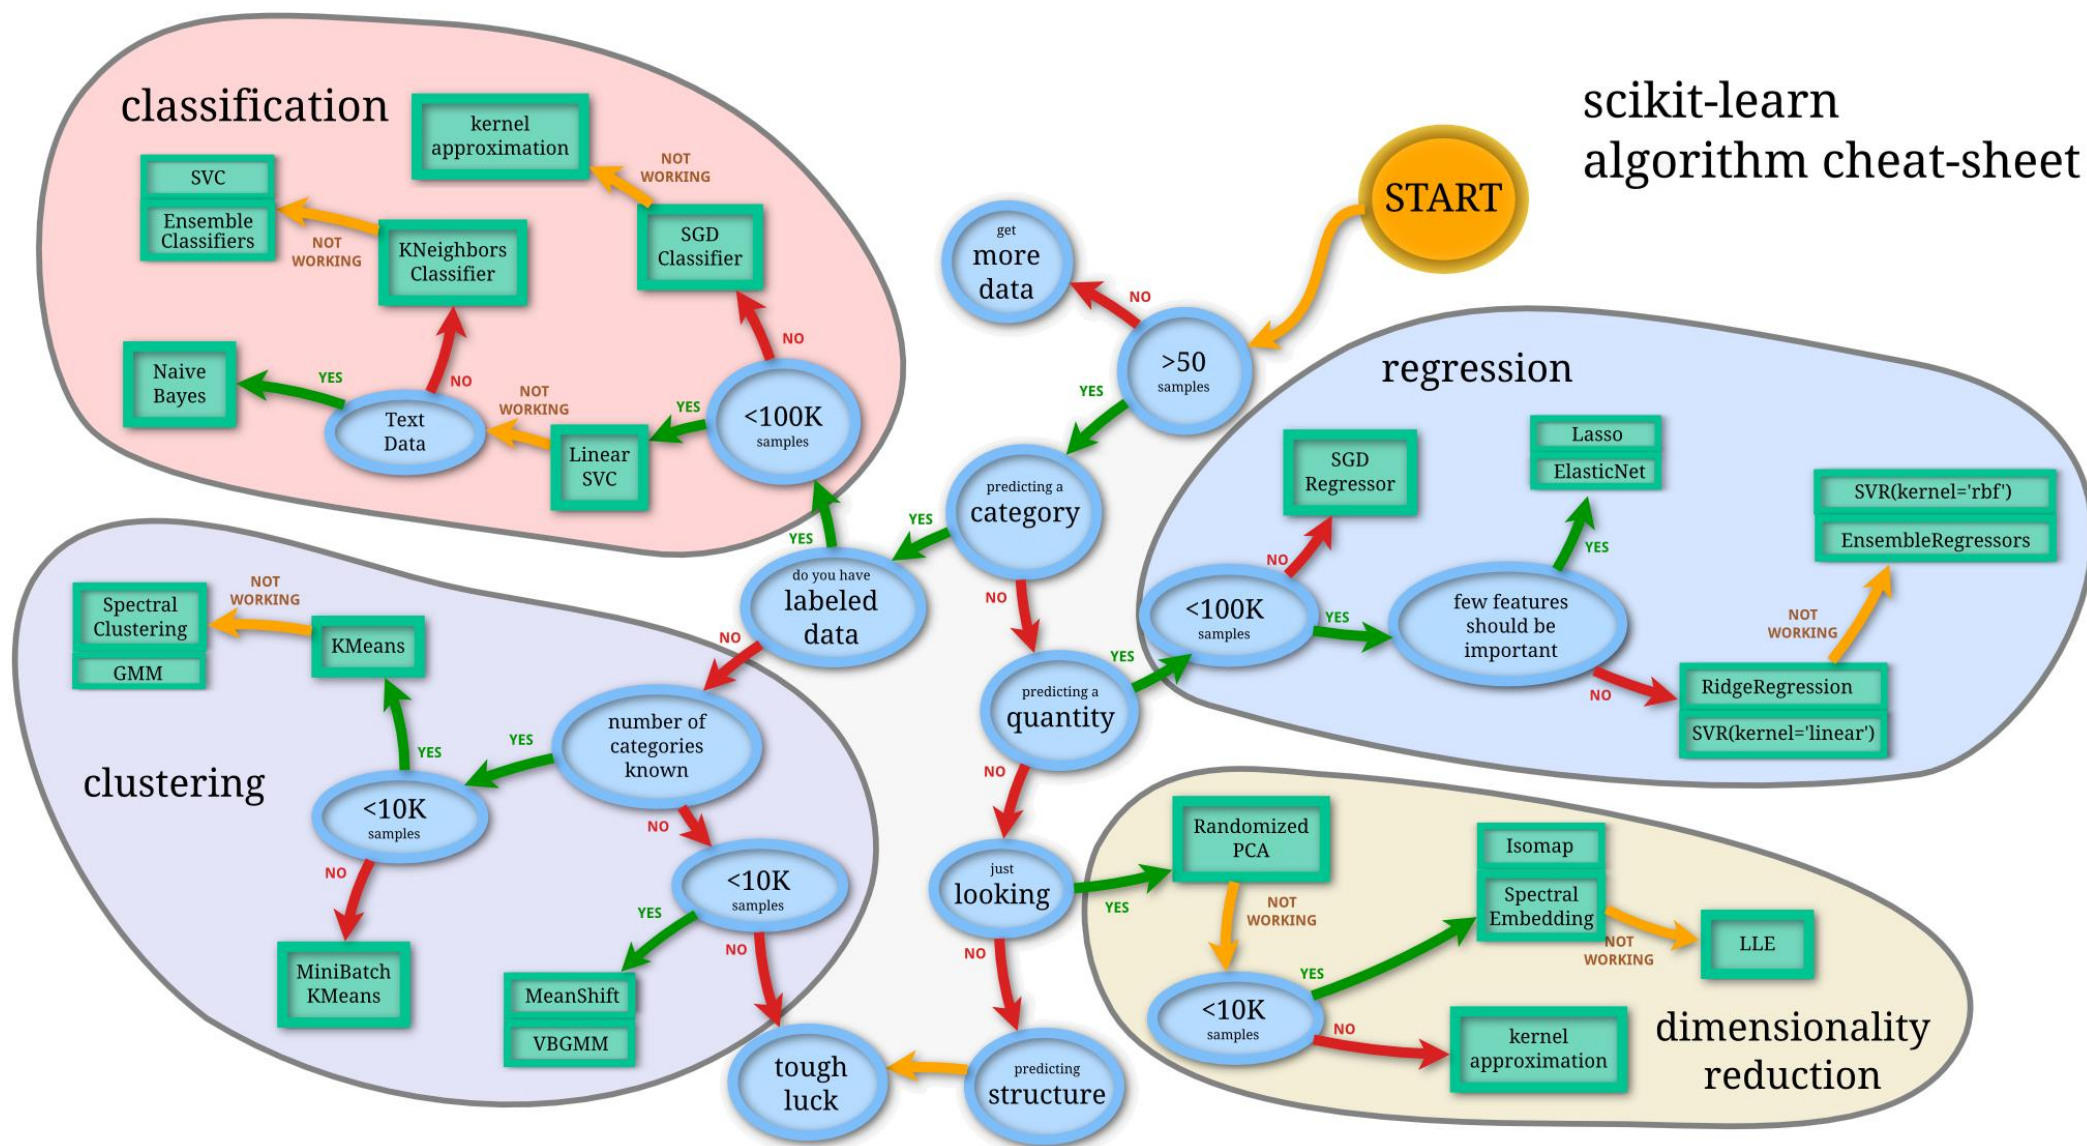 scikit-learn
algorithm cheat-sheet
START
classification
kernel
approximation
NOT
WORKING
SVC
Ensemble
Classifiers
NOT
WORKING
KNeighbors
Classifier
SGD
Classifier
NO
Naive
Bayes
YES
Text
Data
NO
NOT
WORKING
Linear
SVC
YES
<100K
samples
YES
get
more
data
NO
>50
samples
YES
predicting a
category
YES
NO
do you have
labeled
data
NO
predicting a
quantity
YES
NO
just
looking
YES
NO
predicting
structure
tough
luck
regression
SGD
Regressor
NO
<100K
samples
YES
Lasso
ElasticNet
YES
few features
should be
important
NO
SVR(kernel='rbf')
EnsembleRegressors
NOT
WORKING
RidgeRegression
SVR(kernel='linear')
clustering
Spectral
Clustering
GMM
NOT
WORKING
KMeans
YES
<10K
samples
NO
MiniBatch
KMeans
YES
number of
categories
known
NO
<10K
samples
YES
MeanShift
VBGMM
NO
Randomized
PCA
NOT
WORKING
<10K
samples
YES
Isomap
Spectral
Embedding
NOT
WORKING
LLE
NO
kernel
approximation
dimensionality
reduction